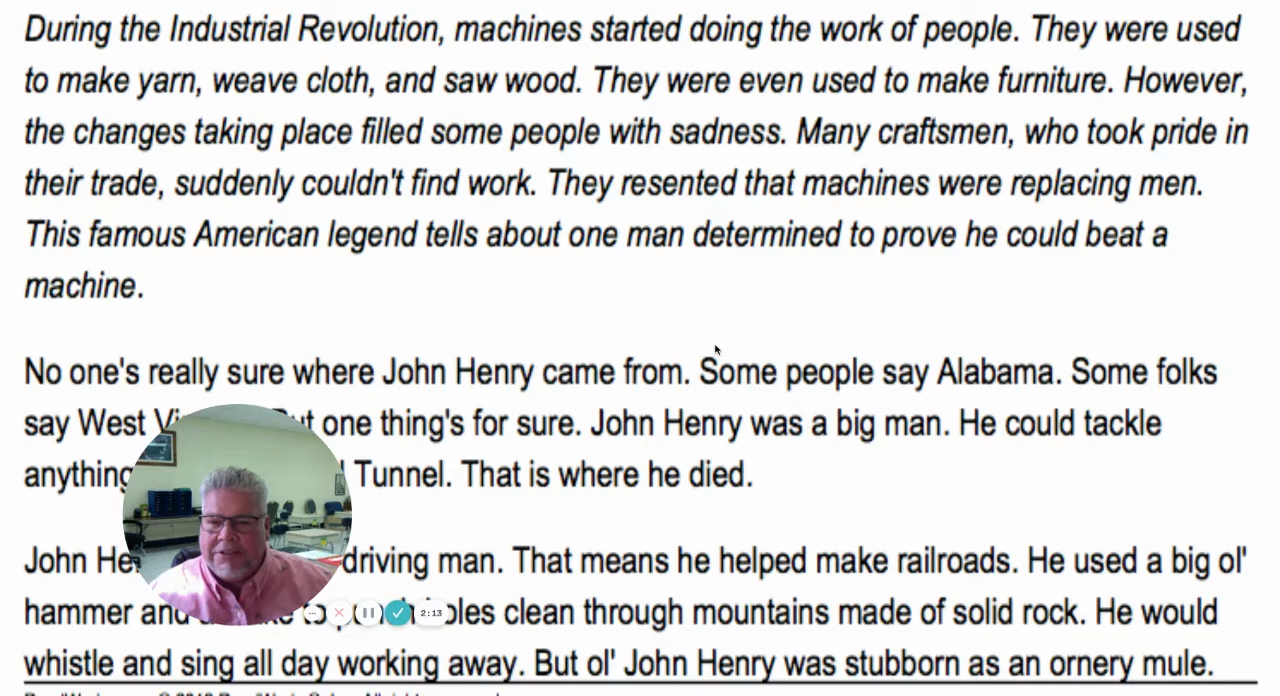 During the Industrial Revolution, machines started doing the work of people. They were used
to make yarn, weave cloth, and saw wood. They were even used to make furniture. However,
the changes taking place filled some people with sadness. Many craftsmen, who took pride in
their trade, suddenly couldn't find work. They resented that machines were replacing men.
This famous American legend tells about one man determined to prove he could beat a
machine.
No one's really sure where John Henry came from. Some people say Alabama. Some folks
say West one thing's for sure. John Henry was a big man. He could tackle
anything Tunnel. That is where he died.
John driving man. That means he helped make railroads. He used a big ol'
hammer clean through mountains made of solid rock. He would
2:13
whistle and sing all day working away. But ol' John Henry was stubborn as an ornery mule.